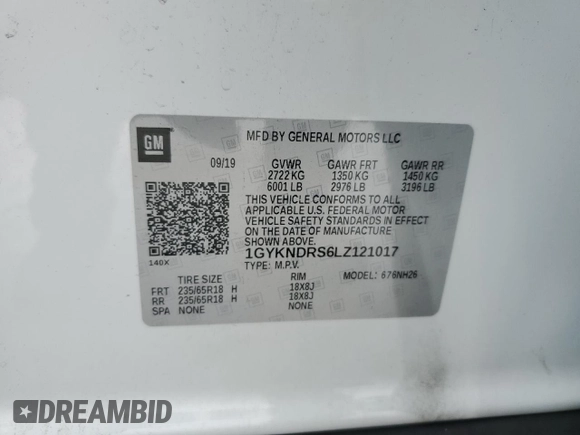 GM
MFD BY GENERAL MOTORS LLC
09/19 GVWR GAWR FRT GAWR RR
2722 KG 1350 KG 1450 KG
6001 LB 2976 LB 3196 LB
THIS VEHICLE CONFORMS TO ALL
APPLICABLE U.S. FEDERAL MOTOR
VEHICLE SAFETY STANDARDS IN EFFECT
ON THE DATE OF MANUFACTURE
SHOWN ABOVE.
1GYKNDRS6LZ121017
140X TYPE: M.P.V. MODEL: 676NH26
TIRE SIZE RIM
FRT 235/65R18 H 18X8J
RR 235/65R18 H 18X8J
SPA NONE NONE
DREAMBID